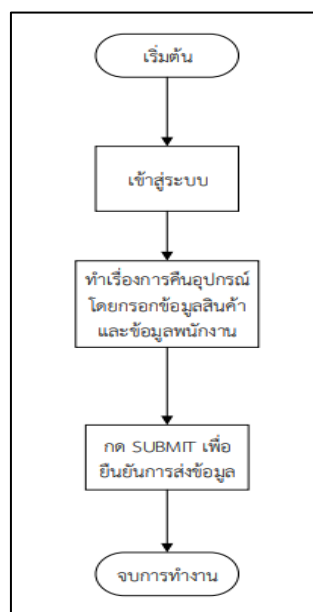 เริ่มต้น
เข้าสู่ระบบ
ทำเรื่องการคืนอุปกรณ์
โดยกรอกข้อมูลสินค้า
และข้อมูลพนักงาน
กด SUBMIT เพื่อ
ยืนยันการส่งข้อมูล
จบการทำงาน